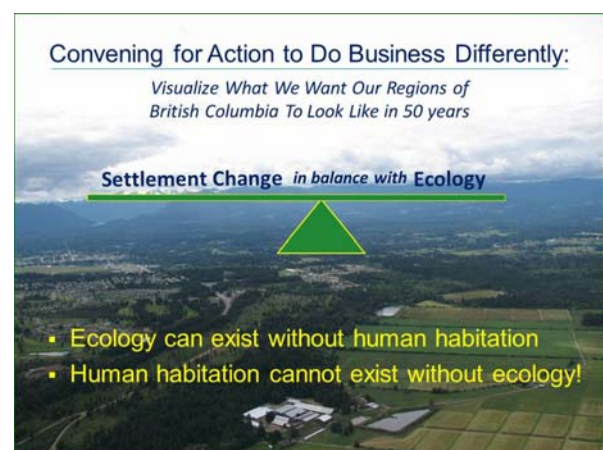 Convening for Action to Do Business Differently:
Visualize What We Want Our Regions of
British Columbia To Look Like in 50 years
Settlement Change in balance with Ecology
▪ Ecology can exist without human habitation
▪ Human habitation cannot exist without ecology!